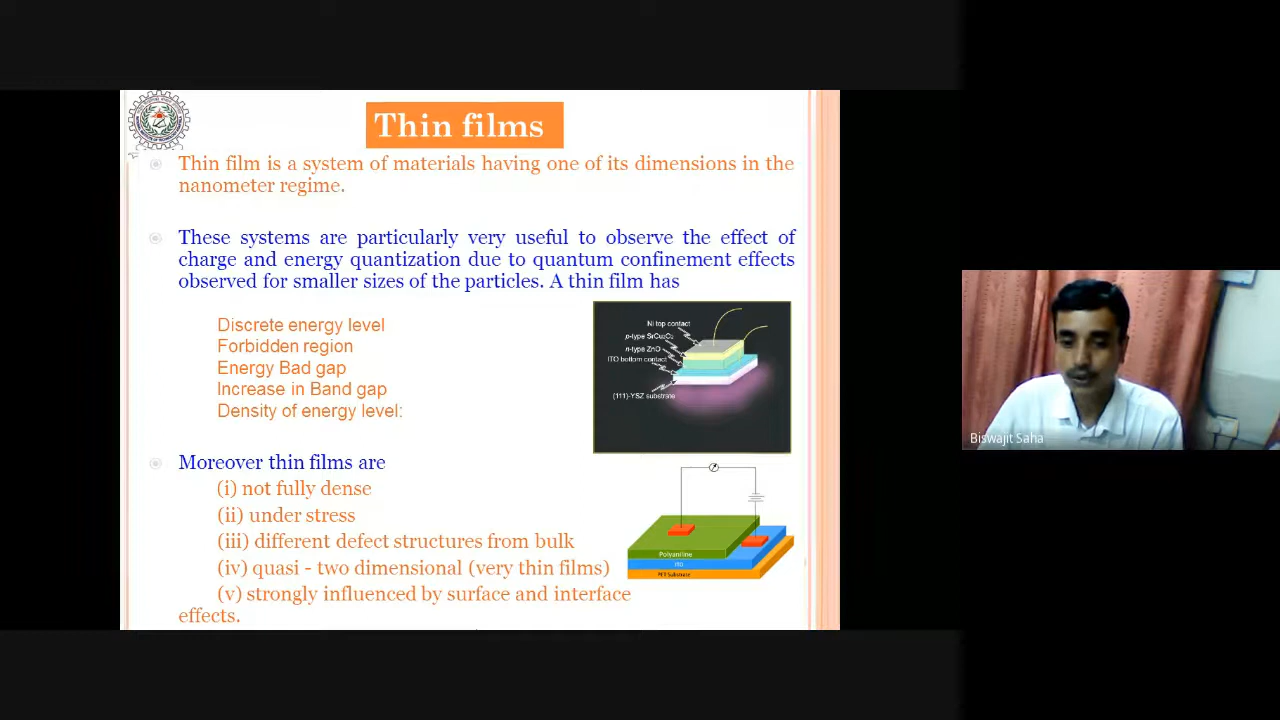 Thin films
Thin film is a system of materials having one of its dimensions in the
nanometer regime.
These systems are particularly very useful to observe the effect of
charge and energy quantization due to quantum confinement effects
observed for smaller sizes of the particles. A thin film has
Discrete energy level
Forbidden region
Energy Bad gap
Increase in Band gap
Density of energy level:
Ni top contact
p-type SrCu₂O₂
n-type ZnO
ITO bottom contact
(111)-YSZ substrate
Moreover thin films are
(i) not fully dense
(ii) under stress
(iii) different defect structures from bulk
(iv) quasi - two dimensional (very thin films)
(v) strongly influenced by surface and interface
effects.
Polyaniline
ITO
PET Substrate
Biswajit Saha